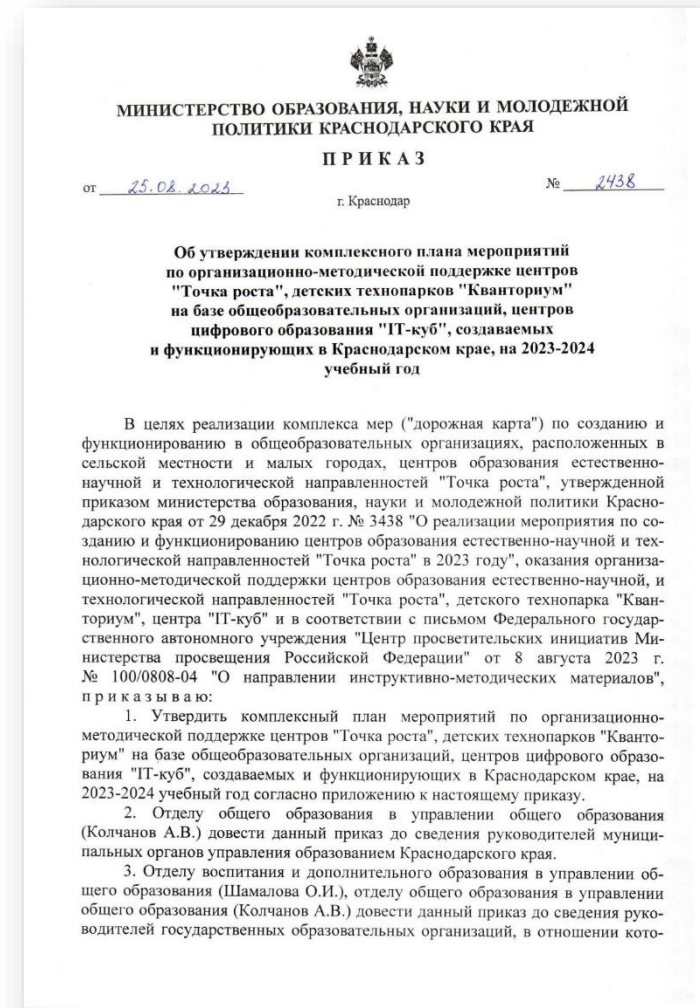 МИНИСТЕРСТВО ОБРАЗОВАНИЯ, НАУКИ И МОЛОДЕЖНОЙ
ПОЛИТИКИ КРАСНОДАРСКОГО КРАЯ
П Р И К А З
от 25.08.2023 № 2438
г. Краснодар
Об утверждении комплексного плана мероприятий
по организационно-методической поддержке центров
"Точка роста", детских технопарков "Кванториум"
на базе общеобразовательных организаций, центров
цифрового образования "IT-куб", создаваемых
и функционирующих в Краснодарском крае, на 2023-2024
учебный год
В целях реализации комплекса мер ("дорожная карта") по созданию и
функционированию в общеобразовательных организациях, расположенных в
сельской местности и малых городах, центров образования естественно-
научной и технологической направленностей "Точка роста", утвержденной
приказом министерства образования, науки и молодежной политики Красно-
дарского края от 29 декабря 2022 г. № 3438 "О реализации мероприятия по со-
зданию и функционированию центров образования естественно-научной и тех-
нологической направленностей "Точка роста" в 2023 году", оказания организа-
ционно-методической поддержки центров образования естественно-научной, и
технологической направленностей "Точка роста", детского технопарка "Кван-
ториум", центра "IT-куб" и в соответствии с письмом Федерального государ-
ственного автономного учреждения "Центр просветительских инициатив Ми-
нистерства просвещения Российской Федерации" от 8 августа 2023 г.
№ 100/0808-04 "О направлении инструктивно-методических материалов",
п р и к а з ы в а ю:
1. Утвердить комплексный план мероприятий по организационно-
методической поддержке центров "Точка роста", детских технопарков "Кванто-
риум" на базе общеобразовательных организаций, центров цифрового образо-
вания "IT-куб", создаваемых и функционирующих в Краснодарском крае, на
2023-2024 учебный год согласно приложению к настоящему приказу.
2. Отделу общего образования в управлении общего образования
(Колчанов А.В.) довести данный приказ до сведения руководителей муници-
пальных органов управления образованием Краснодарского края.
3. Отделу воспитания и дополнительного образования в управлении об-
щего образования (Шамалова О.И.), отделу общего образования в управлении
общего образования (Колчанов А.В.) довести данный приказ до сведения руко-
водителей государственных образовательных организаций, в отношении кото-